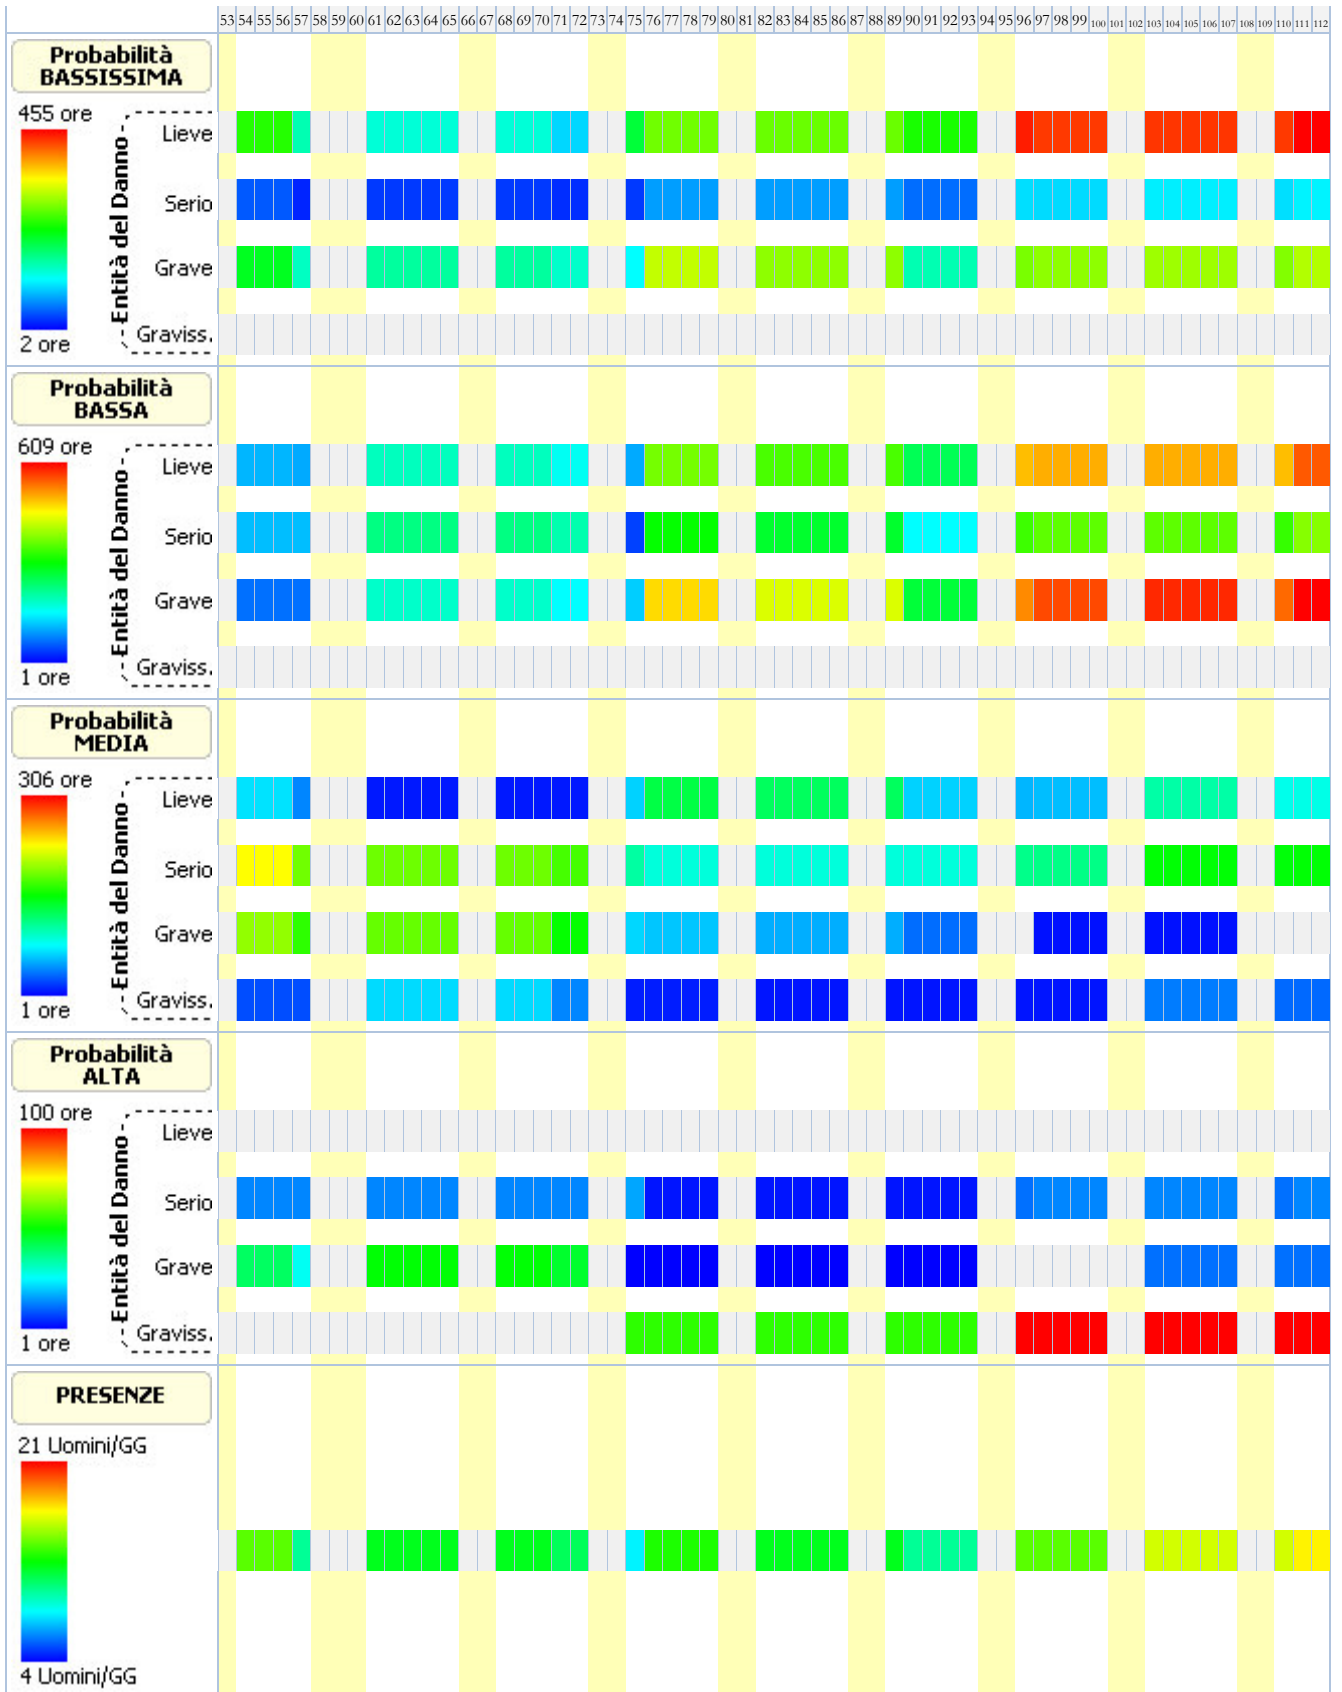 53 54 55 56 57 58 59 60 61 62 63 64 65 66 67 68 69 70 71 72 73 74 75 76 77 78 79 80 81 82 83 84 85 86 87 88 89 90 91 92 93 94 95 96 97 98 99 100 101 102 103 104 105 106 107 108 109 110 111 112
Probabilità
BASSISSIMA
455 ore
2 ore
Entità del Danno
Lieve
Serio
Grave
Graviss.
Probabilità
BASSA
609 ore
1 ore
Entità del Danno
Lieve
Serio
Grave
Graviss.
Probabilità
MEDIA
306 ore
1 ore
Entità del Danno
Lieve
Serio
Grave
Graviss.
Probabilità
ALTA
100 ore
1 ore
Entità del Danno
Lieve
Serio
Grave
Graviss.
PRESENZE
21 Uomini/GG
4 Uomini/GG